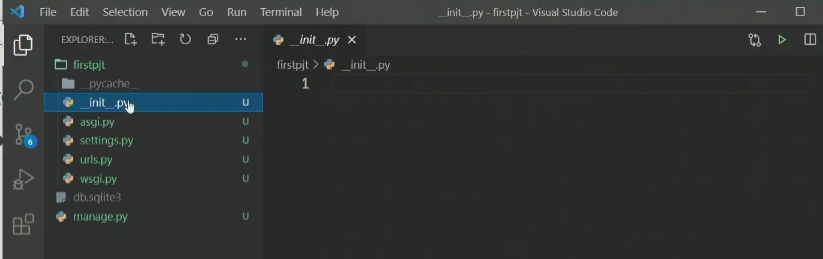 File Edit Selection View Go Run Terminal Help __init__.py - firstpjt - Visual Studio Code
EXPLORER:... __init__.py
firstpjt firstpjt > __init__.py
__pycache__ 1
__init__.py U
asgi.py U
settings.py U
6
urls.py U
wsgi.py U
db.sqlite3
manage.py U